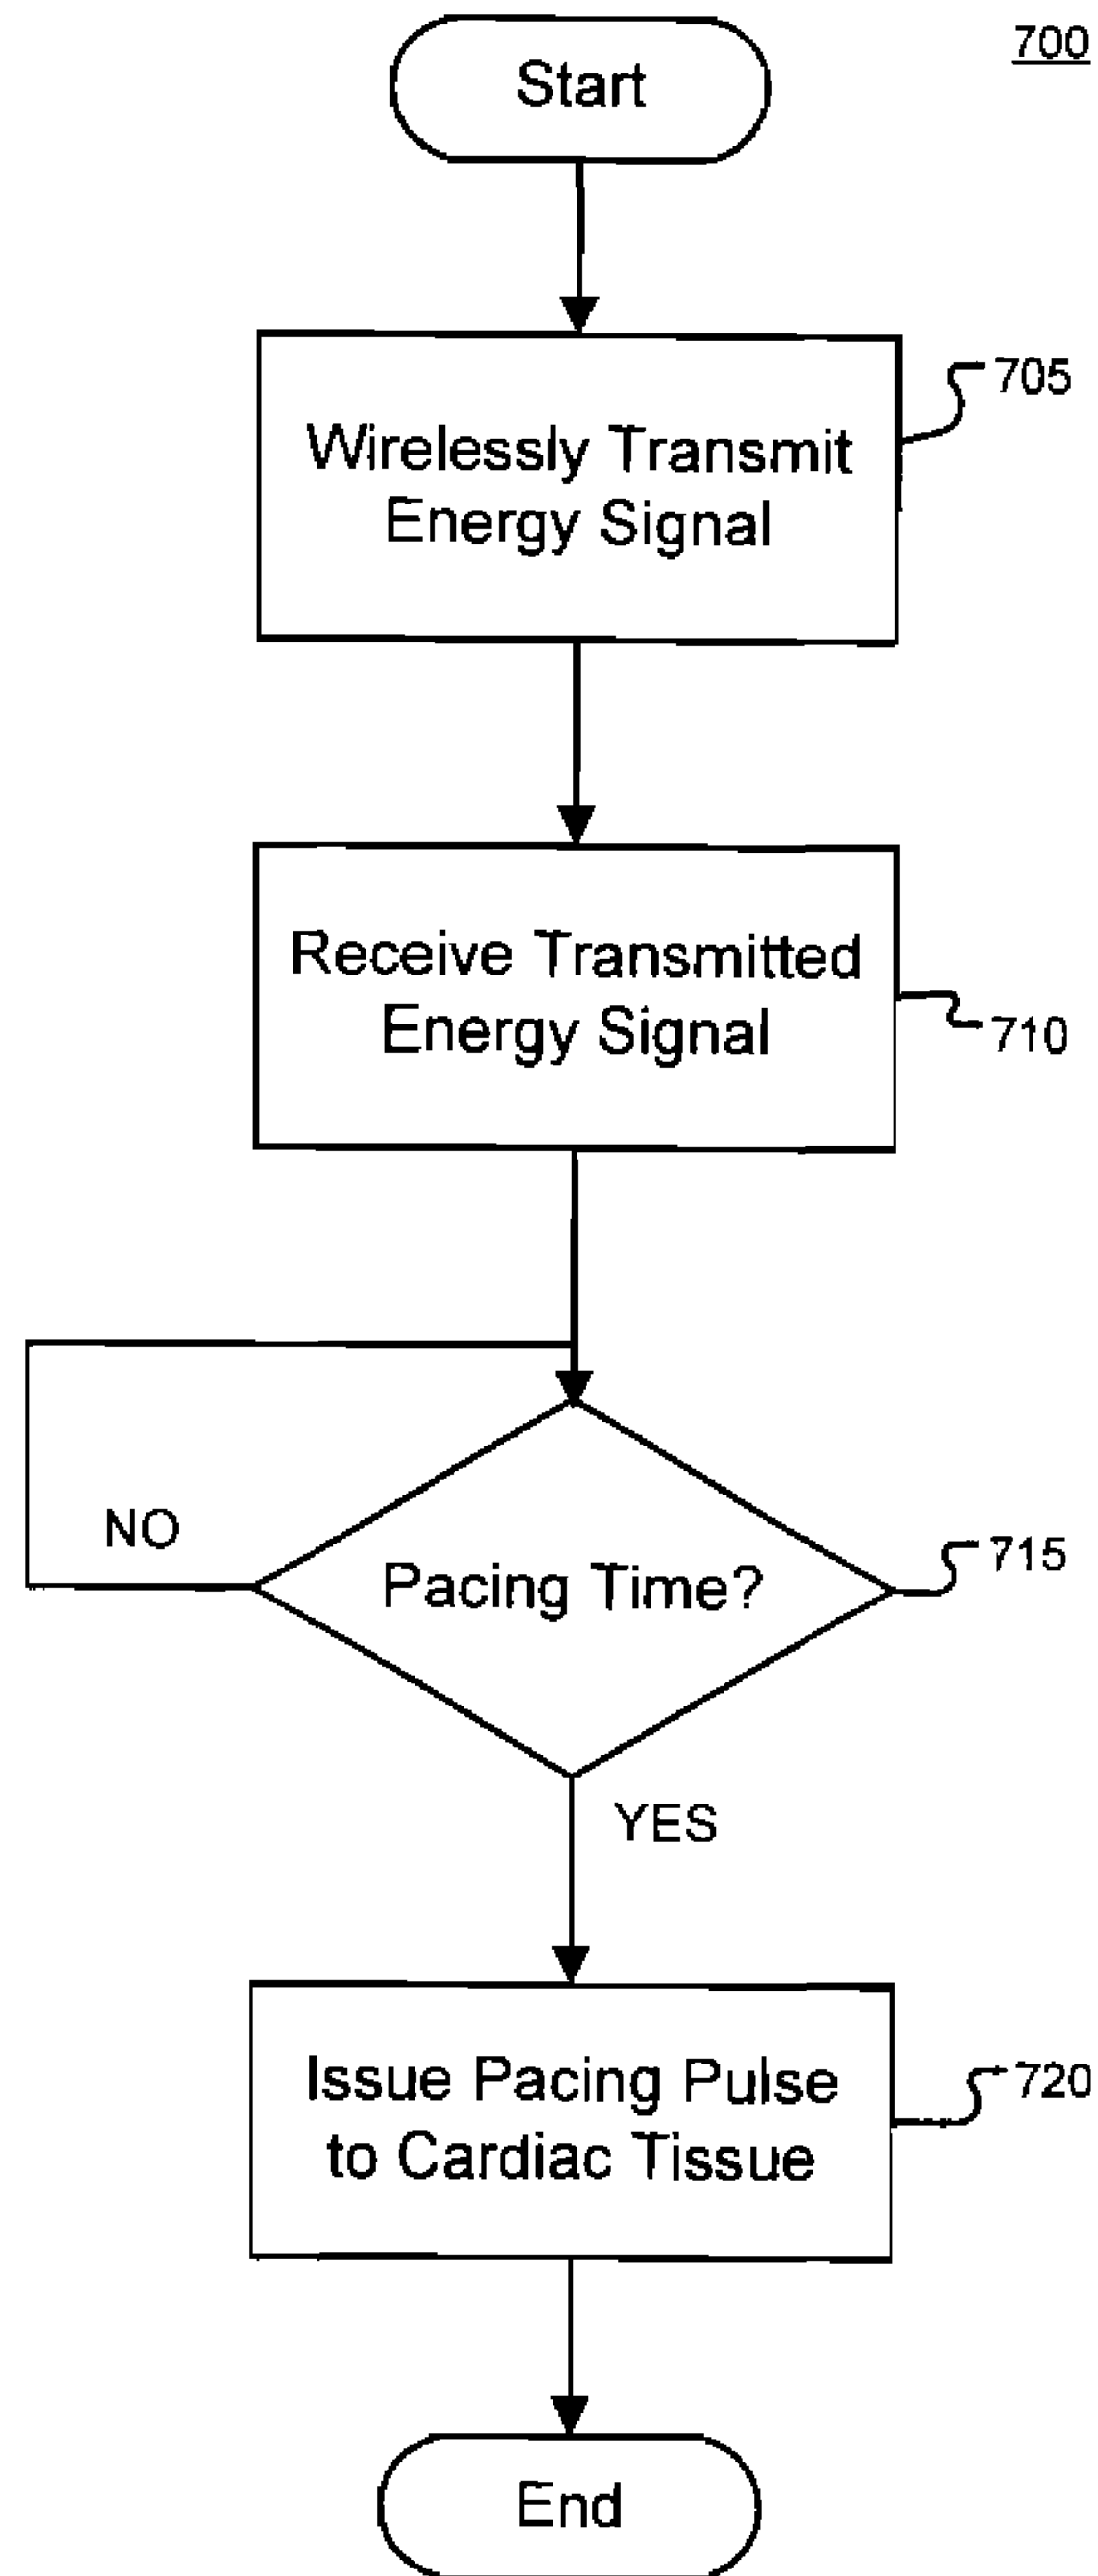 700
Start
Wirelessly Transmit
Energy Signal
705
Receive Transmitted
Energy Signal
710
NO
Pacing Time?
715
YES
Issue Pacing Pulse
to Cardiac Tissue
720
End